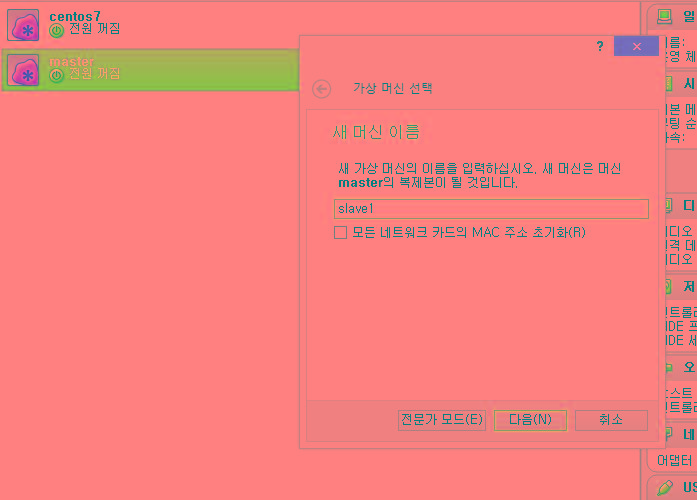 centos7
전원 꺼짐
master
전원 꺼짐
?
가상 머신 선택
새 머신 이름
새 가상 머신의 이름을 입력하십시오. 새 머신은 머신
master의 복제본이 될 것입니다.
slave1
모든 네트워크 카드의 MAC 주소 초기화(R)
전문가 모드(E)
다음(N)
취소
일
이름:
운영 체
시
기본 메
부팅 순
가속:
디
비디오
원격 데
비디오
저
컨트롤러
IDE 프
IDE 세
오
호스트
컨트롤러
네
어댑터
US